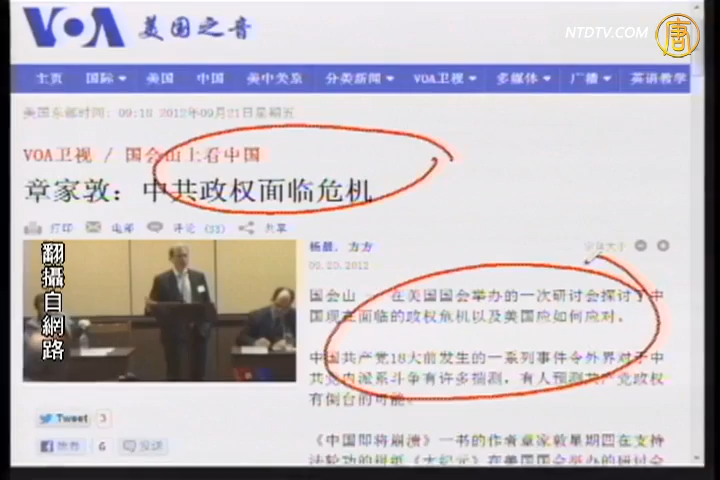 NTDTV.COM 唐
VOA 美国之音
主页 国际 美国 中国 美中关系 分类新闻 VOA卫视 多媒体 广播 英语教学
美国东部时间: 09:18 2012年09月21日星期五
VOA卫视 / 国会山上看中国
章家敦：中共政权面临危机
打印 电邮 评论 (33) 共享
杨晨，方方
字体大小
09.20.2012
翻攝自網路
国会山 — 在美国国会举办的一次研讨会探讨了中
国现在面临的政权危机以及美国应如何应对。
中国共产党18大前发生的一系列事件令外界对于中
共党内派系斗争有许多揣测，有人预测共产党政权
有倒台的可能。
《中国即将崩溃》一书的作者章家敦星期四在支持
法轮功的报纸《大纪元》在美国国会举办的研讨会
Tweet 3
推荐 6 发送